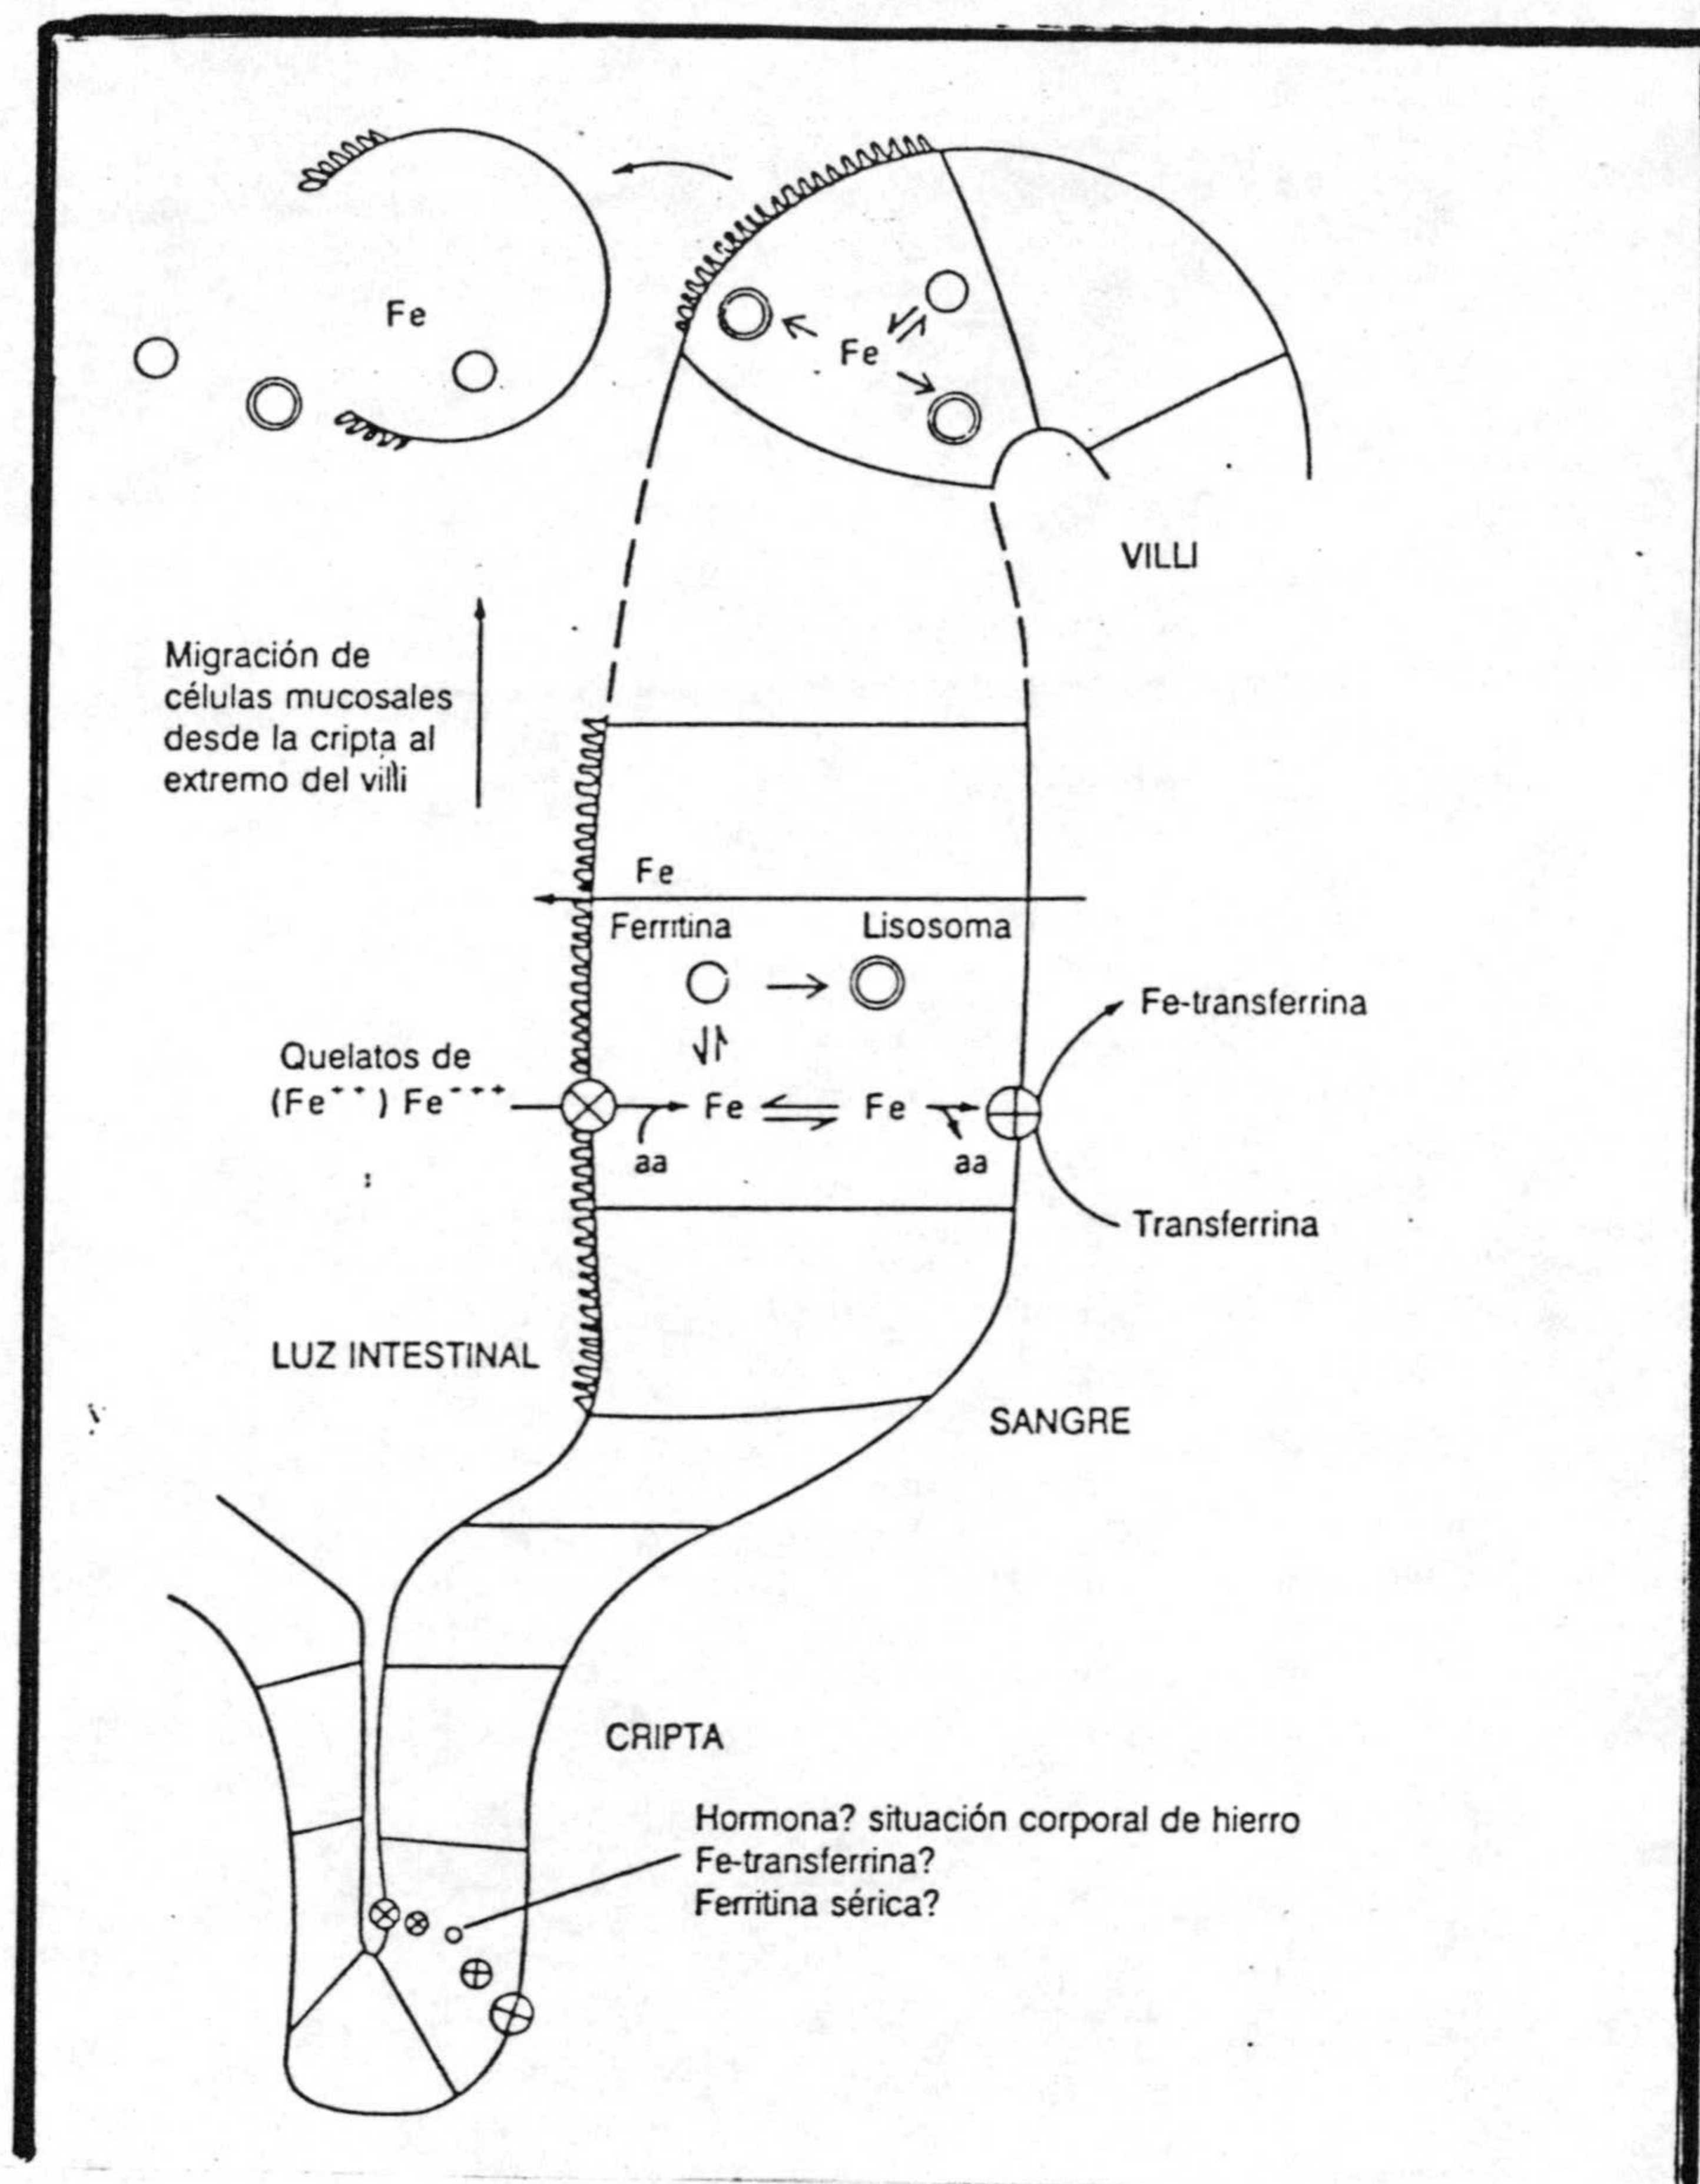 Fe
Fe
VILLI
Migración de
células mucosales
desde la cripta al
extremo del villi
Fe
Ferritina Lisosoma
Fe-transferrina
Quelatos de
(Fe⁺⁺) Fe⁻⁻⁺ Fe Fe
aa aa
Transferrina
LUZ INTESTINAL
SANGRE
CRIPTA
Hormona? situación corporal de hierro
Fe-transferrina?
Ferritina sérica?